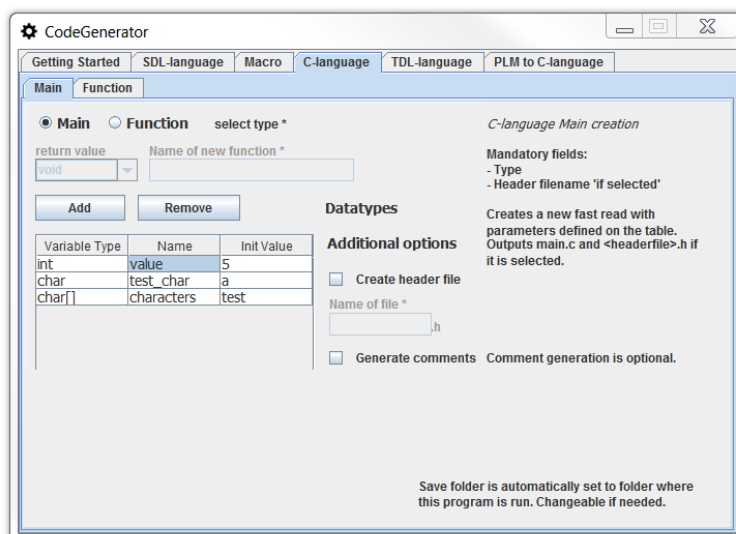 CodeGenerator
Getting Started SDL-language Macro C-language TDL-language PLM to C-language
Main Function
Main Function select type *
return value Name of new function *
void
Add Remove
Variable Type Name Init Value
int value 5
char test_char a
char[] characters test
Datatypes
Additional options
Create header file
Name of file *
.h
Generate comments
C-language Main creation
Mandatory fields:
- Type
- Header filename 'if selected'
Creates a new fast read with
parameters defined on the table.
Outputs main.c and <headerfile>.h if
it is selected.
Comment generation is optional.
Save folder is automatically set to folder where
this program is run. Changeable if needed.